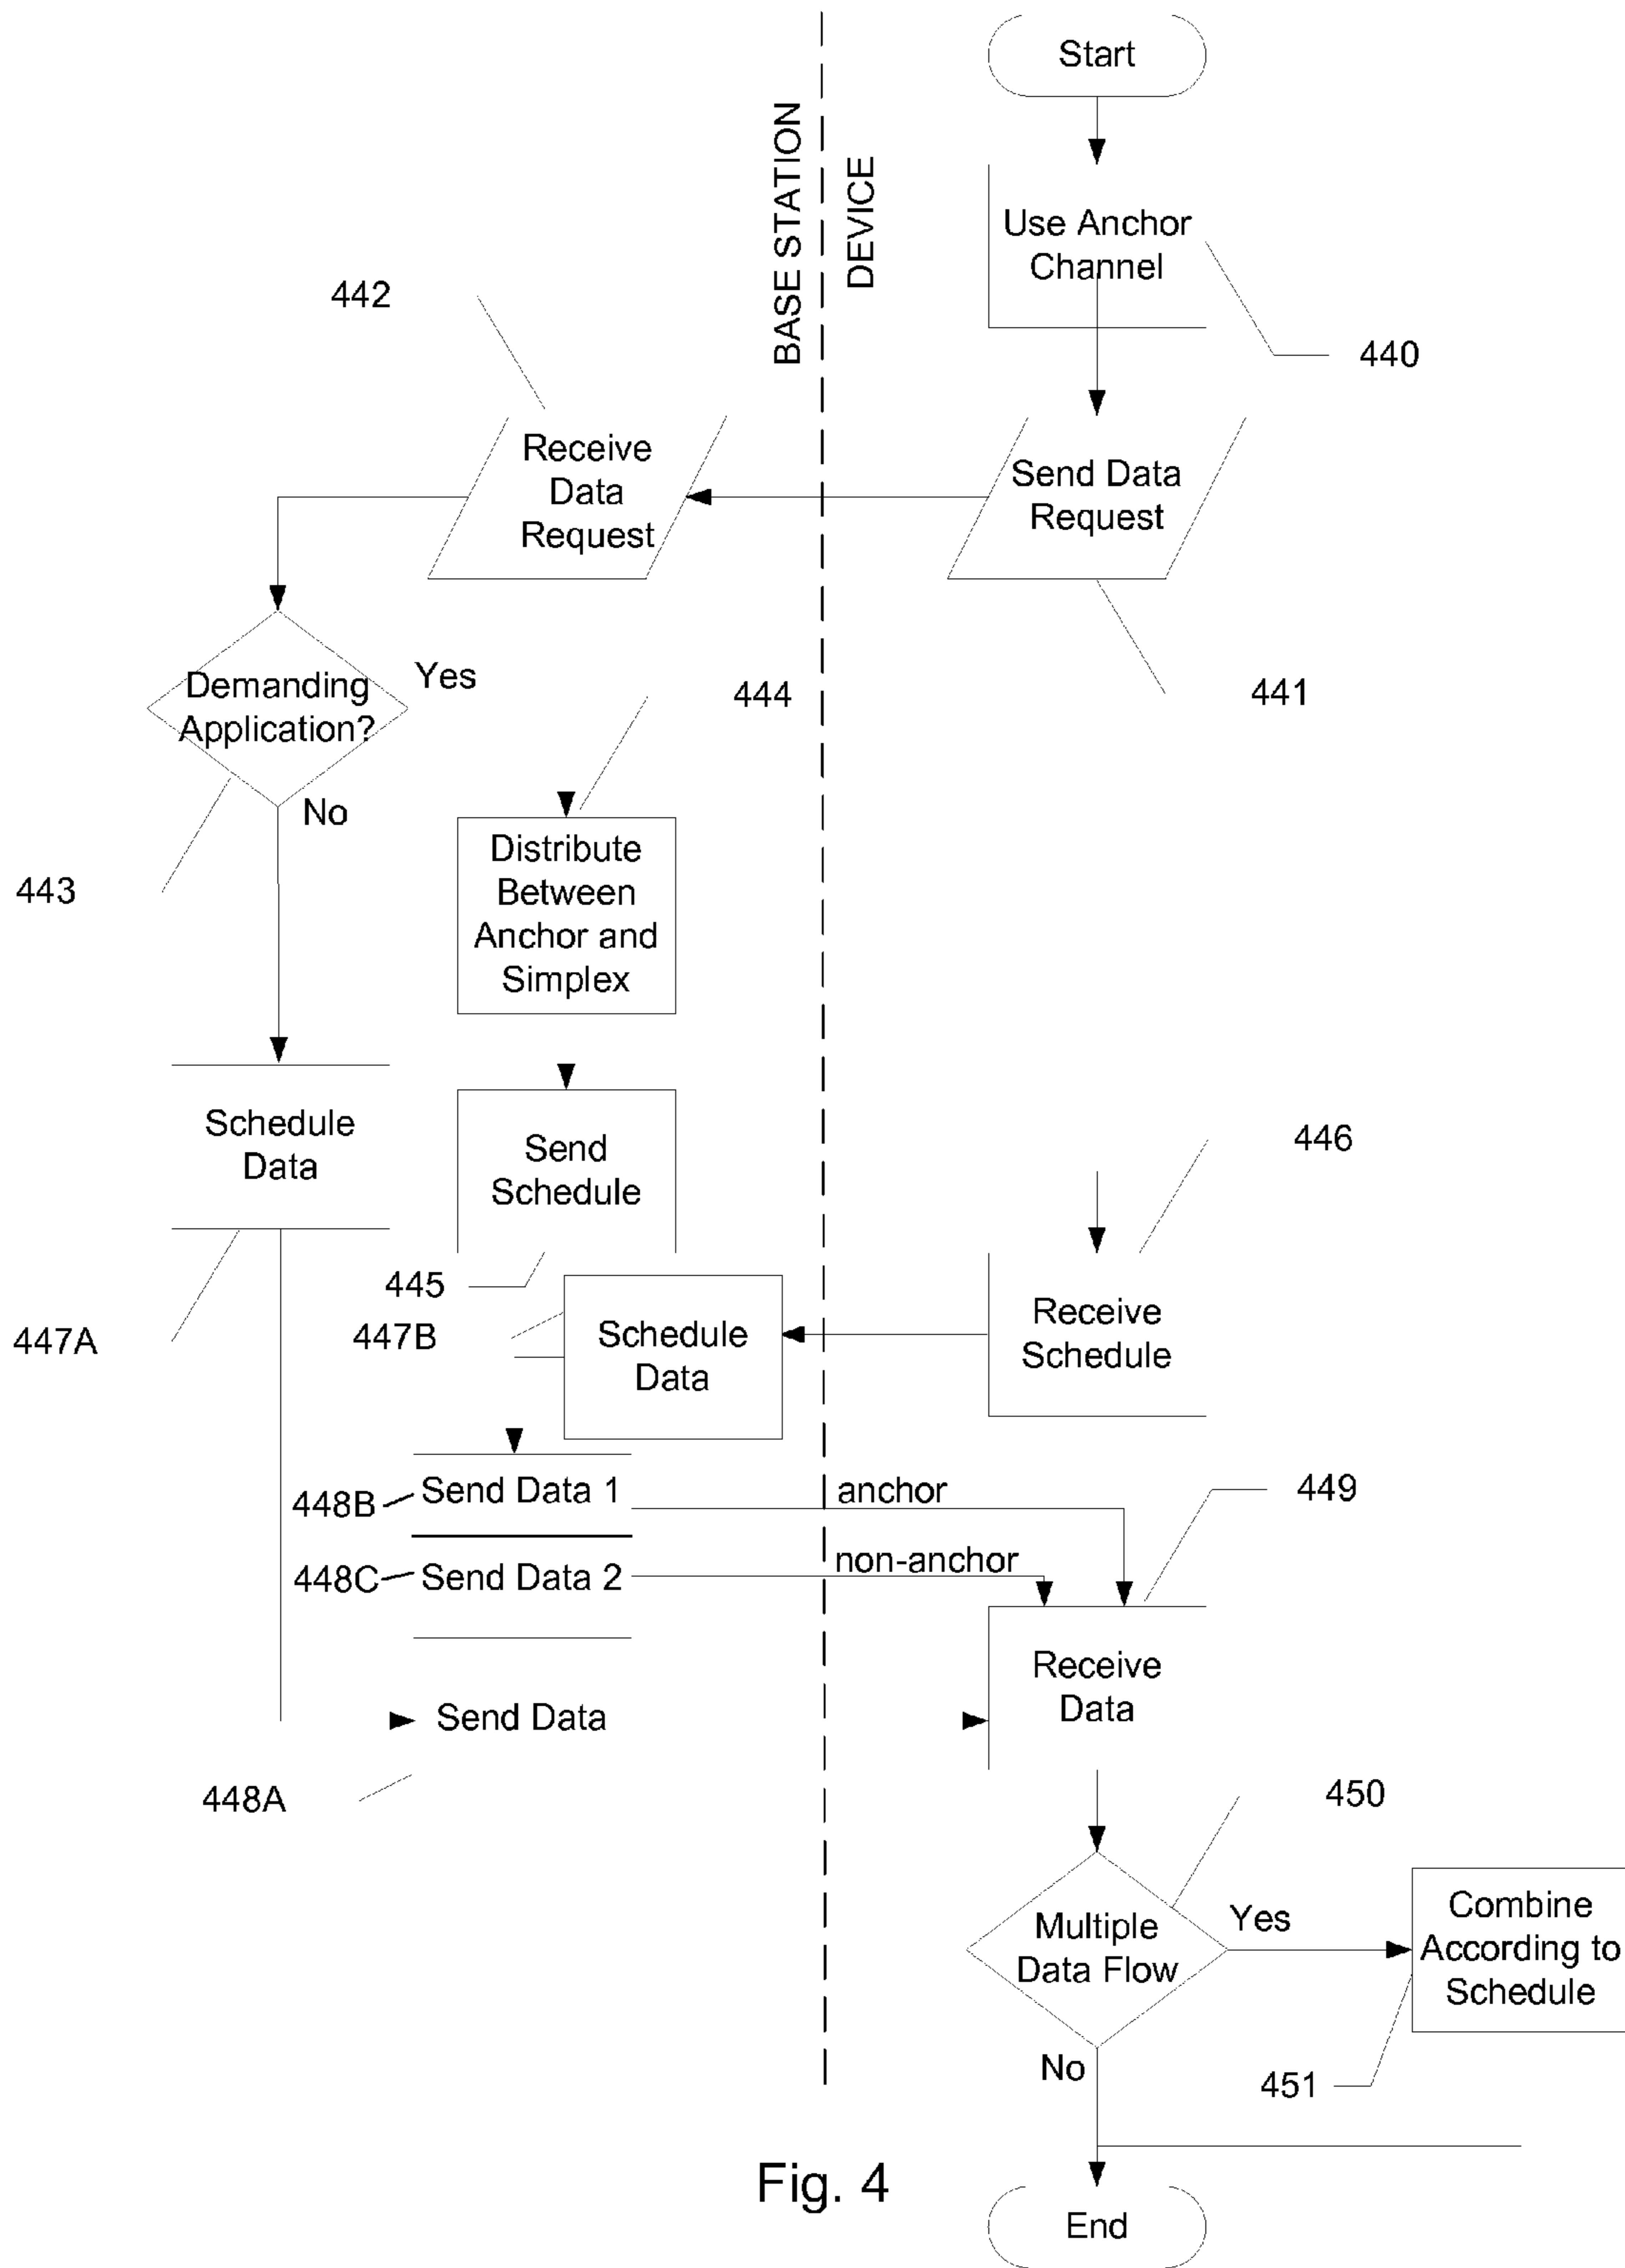 Start
BASE STATION
DEVICE
Use Anchor
Channel
442
440
Receive
Data
Request
Send Data
Request
Demanding
Application?
Yes
No
444
441
443
Distribute
Between
Anchor and
Simplex
Schedule
Data
Send
Schedule
446
445
447A
447B
Schedule
Data
Receive
Schedule
448B
Send Data 1
anchor
449
448C
Send Data 2
non-anchor
Receive
Data
Send Data
448A
450
Multiple
Data Flow
Yes
Combine
According to
Schedule
No
451
Fig. 4
End